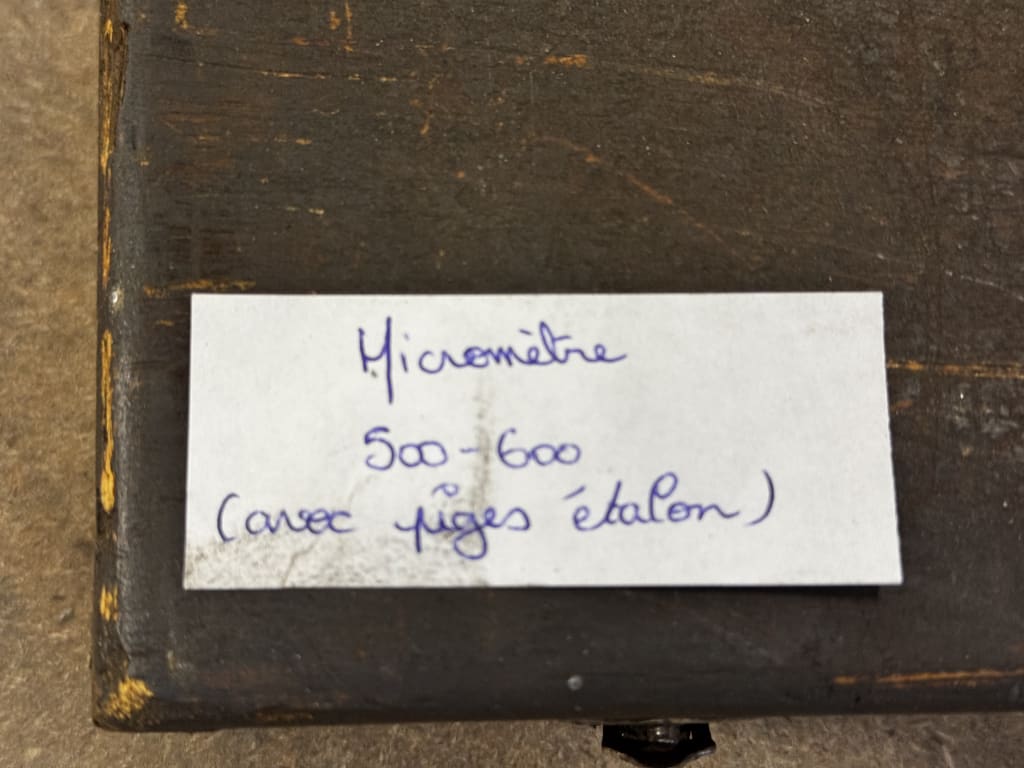 Micromètre
500-600
(avec piges étalon)